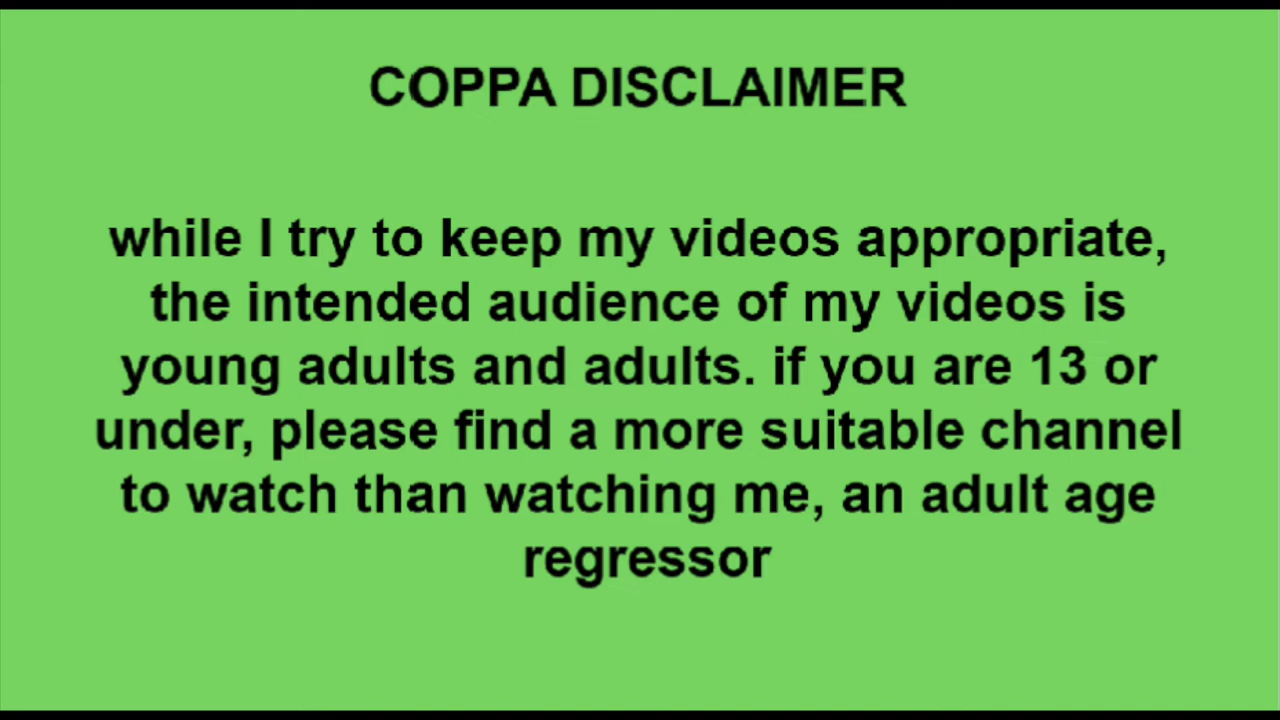 COPPA DISCLAIMER
while I try to keep my videos appropriate,
the intended audience of my videos is
young adults and adults. if you are 13 or
under, please find a more suitable channel
to watch than watching me, an adult age
regressor